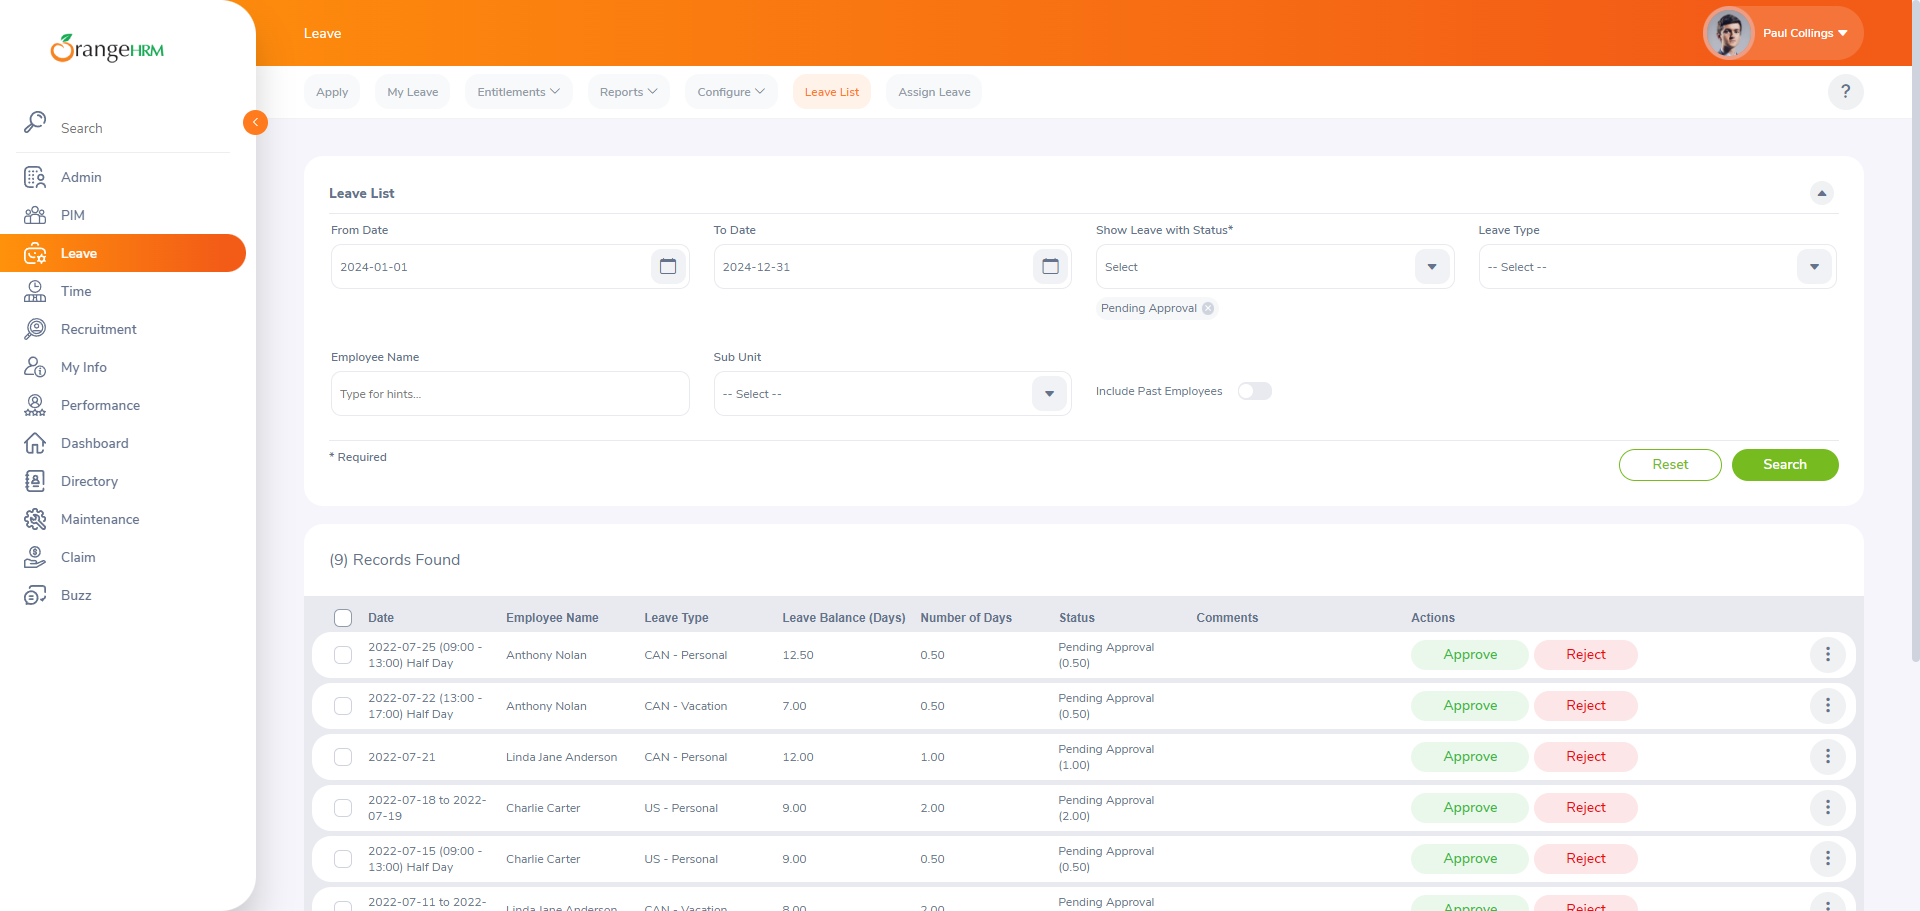 OrangeHRM
Leave
Paul Collings
Apply
My Leave
Entitlements
Reports
Configure
Leave List
Assign Leave
?
Search
Admin
PIM
Leave
Time
Recruitment
My Info
Performance
Dashboard
Directory
Maintenance
Claim
Buzz
Leave List
From Date
To Date
Show Leave with Status*
Leave Type
2024-01-01
2024-12-31
Select
-- Select --
Pending Approval
Employee Name
Sub Unit
Type for hints...
-- Select --
Include Past Employees
* Required
Reset
Search
(9) Records Found
Date Employee Name Leave Type Leave Balance (Days) Number of Days Status Comments Actions
2022-07-25 (09:00 -
13:00) Half Day
Anthony Nolan
CAN - Personal
12.50
0.50
Pending Approval
(0.50)
Approve
Reject
2022-07-22 (13:00 -
17:00) Half Day
Anthony Nolan
CAN - Vacation
7.00
0.50
Pending Approval
(0.50)
Approve
Reject
2022-07-21
Linda Jane Anderson
CAN - Personal
12.00
1.00
Pending Approval
(1.00)
Approve
Reject
2022-07-18 to 2022-
07-19
Charlie Carter
US - Personal
9.00
2.00
Pending Approval
(2.00)
Approve
Reject
2022-07-15 (09:00 -
13:00) Half Day
Charlie Carter
US - Personal
9.00
0.50
Pending Approval
(0.50)
Approve
Reject
2022-07-11 to 2022-
Linda Jane Anderson
CAN - Vacation
8.00
2.00
Pending Approval
Approve
Reject